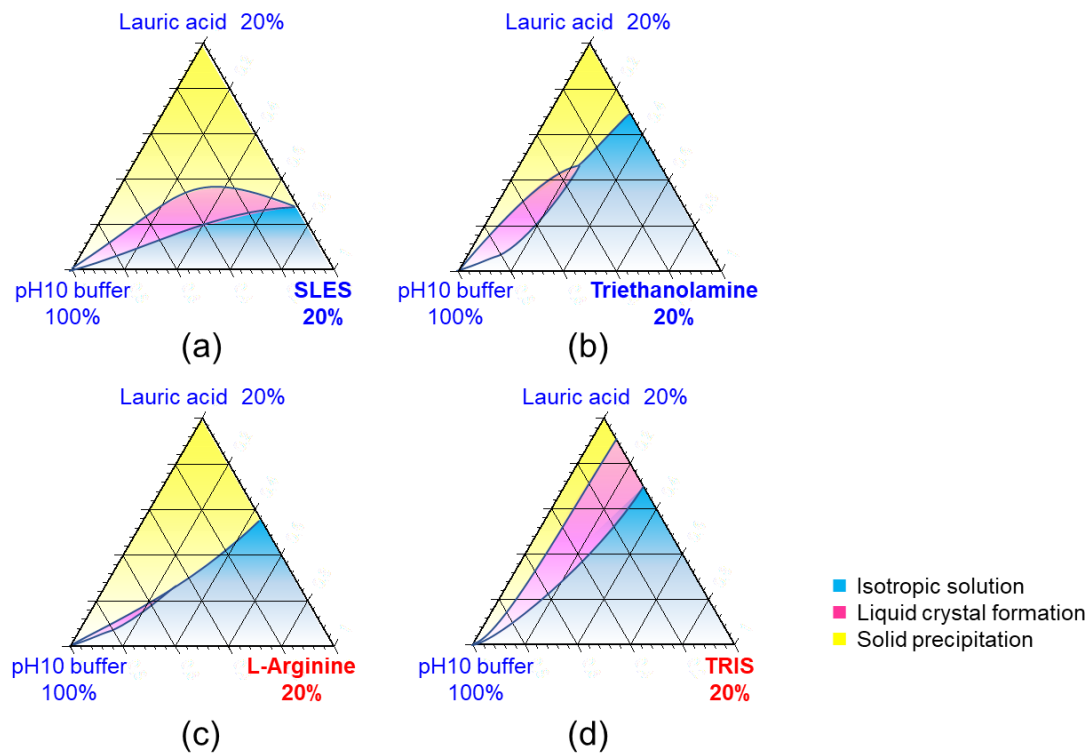 Lauric acid 20%
pH10 buffer
100%
SLES
20%
(a)
Lauric acid 20%
pH10 buffer
100%
Triethanolamine
20%
(b)
Lauric acid 20%
pH10 buffer
100%
L-Arginine
20%
(c)
Lauric acid 20%
pH10 buffer
100%
TRIS
20%
(d)
Isotropic solution
Liquid crystal formation
Solid precipitation